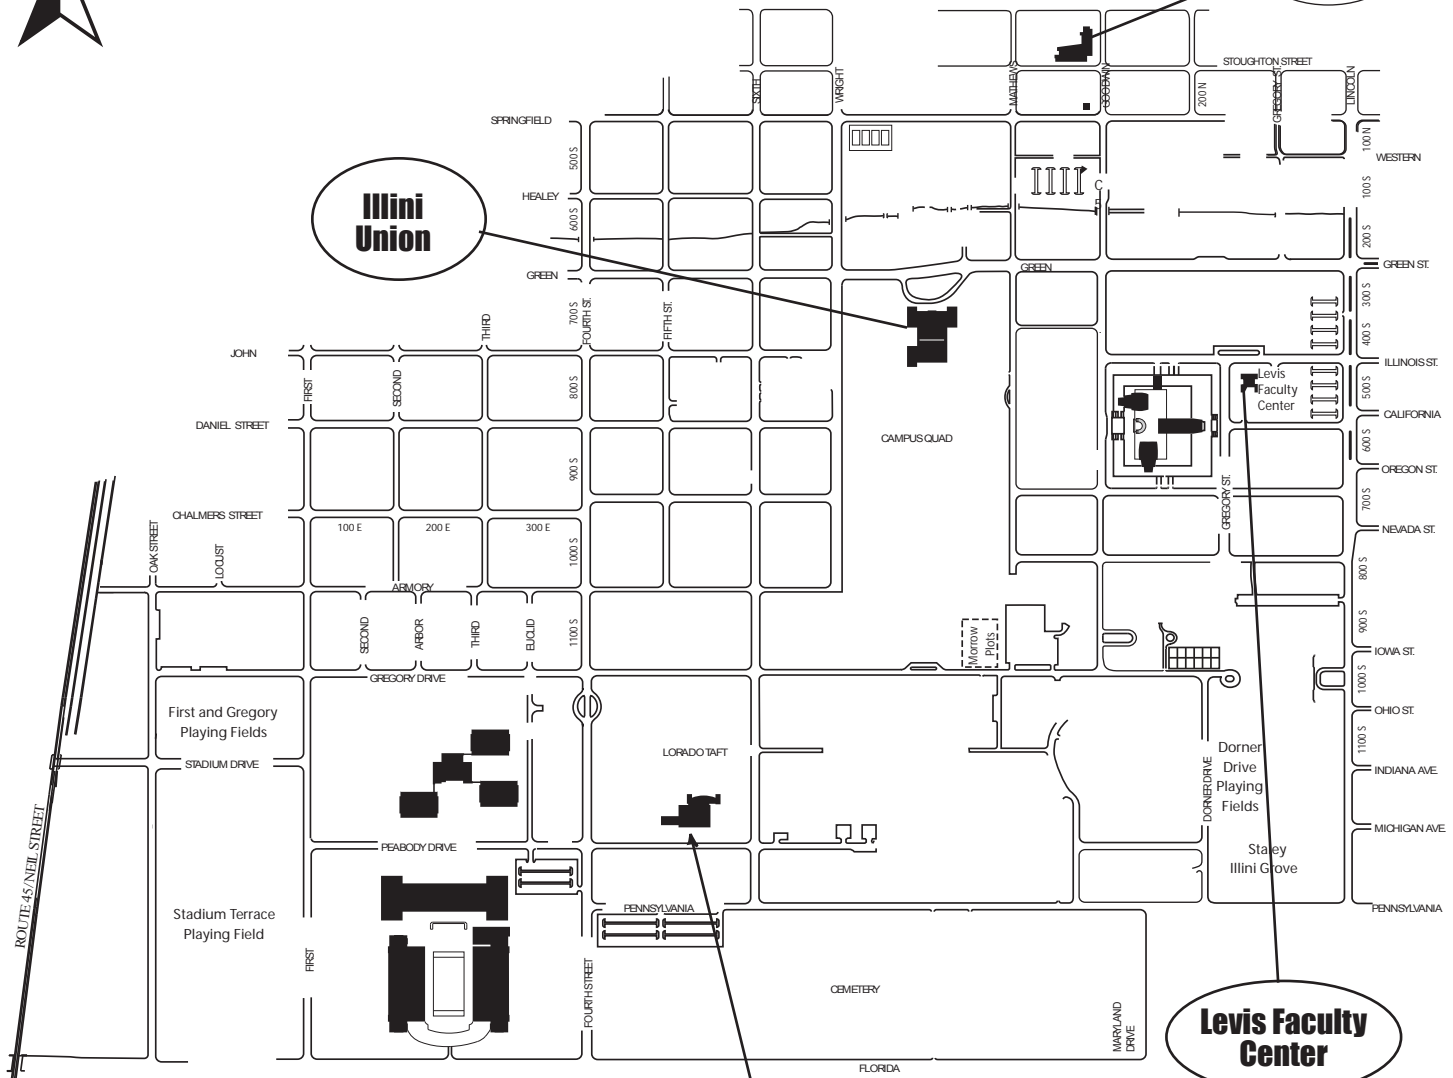 STOUGHTON STREET
SIXTH
WRIGHT
MATHEWS
GOODWIN
200 N
GREGORY ST.
LINCOLN
SPRINGFIELD
500 S
100 N
WESTERN
HEALEY
600 S
100 S
C
Illini
Union
200 S
GREEN
GREEN
GREEN ST.
THIRD
700 S
FOURTH ST.
FIFTH ST.
300 S
400 S
JOHN
ILLINOIS ST.
FIRST
SECOND
800 S
Levis
Faculty
Center
500 S
CALIFORNIA
DANIEL STREET
CAMPUS QUAD
600 S
900 S
OREGON ST.
GREGORY ST.
700 S
CHALMERS STREET
100 E
200 E
300 E
NEVADA ST.
OAK STREET
LOCUST
1000 S
800 S
ARMORY
SECOND
ARBOR
THIRD
EUCLID
1100 S
Morrow
Plots
900 S
IOWA ST.
GREGORY DRIVE
1000 S
First and Gregory
Playing Fields
OHIO ST.
LORADO TAFT
1100 S
STADIUM DRIVE
Dorner
Drive
Playing
Fields
DORNER DRIVE
INDIANA AVE.
MICHIGAN AVE.
PEABODY DRIVE
Staley
Illini Grove
ROUTE 45/NEIL STREET
Stadium Terrace
Playing Field
PENNSYLVANIA
PENNSYLVANIA
FIRST
FOURTH STREET
CEMETERY
MARYLAND
DRIVE
Levis Faculty
Center
FLORIDA